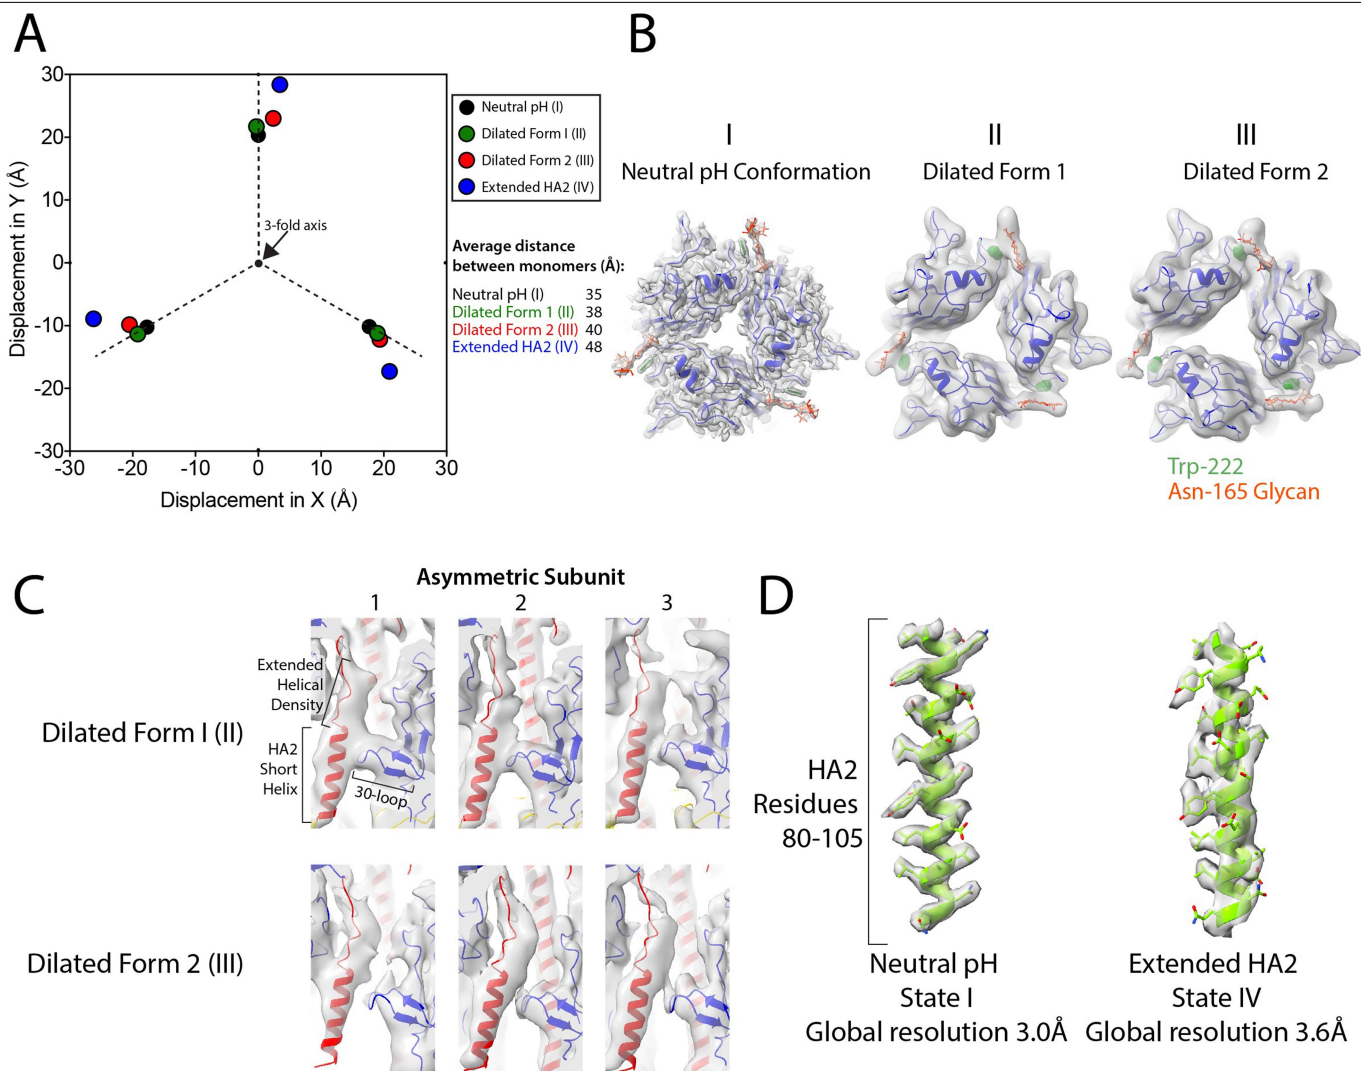 A
Displacement in Y (Å)
30
20
10
0
-10
-20
-30
-30
-20
-10
0
10
20
30
Displacement in X (Å)
3-fold axis
Neutral pH (I)
Dilated Form I (II)
Dilated Form 2 (III)
Extended HA2 (IV)
Average distance
between monomers (Å):
Neutral pH (I) 35
Dilated Form 1 (II) 38
Dilated Form 2 (III) 40
Extended HA2 (IV) 48
B
I
Neutral pH Conformation
II
Dilated Form 1
III
Dilated Form 2
Trp-222
Asn-165 Glycan
C
Asymmetric Subunit
1 2 3
Dilated Form I (II)
Extended
Helical
Density
HA2
Short
Helix
30-loop
Dilated Form 2 (III)
D
HA2
Residues
80-105
Neutral pH
State I
Global resolution 3.0Å
Extended HA2
State IV
Global resolution 3.6Å